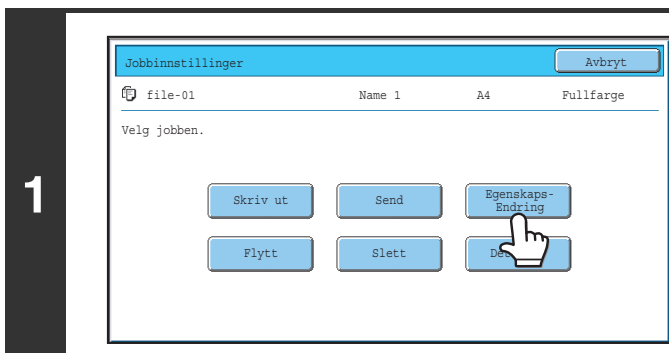 1
Jobbinnstillinger
Avbryt
file-01 Name 1 A4 Fullfarge
Velg jobben.
Skriv ut Send Egenskaps-
Endring
Flytt Slett